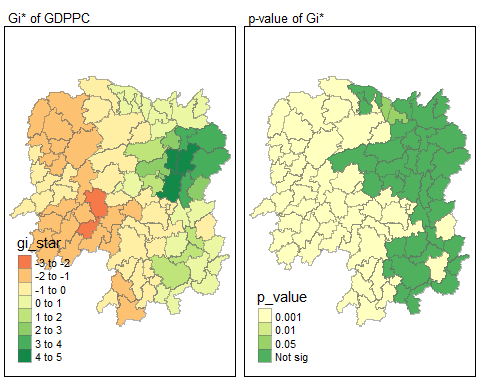 Gi* of GDPPC
p-value of Gi*
gi_star
-3 to -2
-2 to -1
-1 to 0
0 to 1
1 to 2
2 to 3
3 to 4
4 to 5
p_value
0.001
0.01
0.05
Not sig